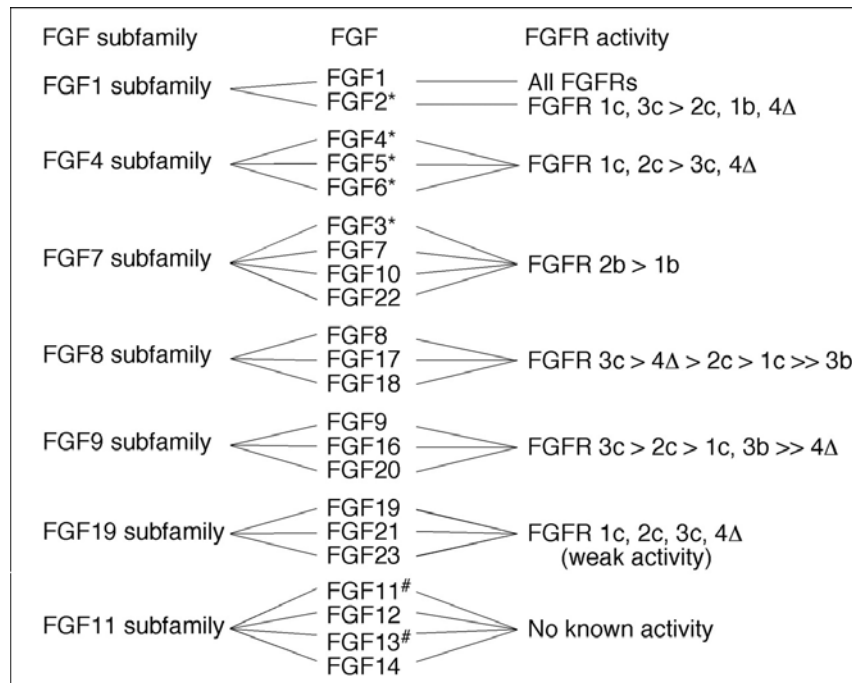 FGF subfamily FGF FGFR activity
FGF1 subfamily
FGF1 All FGFRs
FGF2* FGFR 1c, 3c > 2c, 1b, 4Δ
FGF4*
FGF4 subfamily FGF5* FGFR 1c, 2c > 3c, 4Δ
FGF6*
FGF3*
FGF7
FGF7 subfamily FGFR 2b > 1b
FGF10
FGF22
FGF8
FGF8 subfamily FGF17 FGFR 3c > 4Δ > 2c > 1c >> 3b
FGF18
FGF9
FGF9 subfamily FGF16 FGFR 3c > 2c > 1c, 3b >> 4Δ
FGF20
FGF19
FGF19 subfamily FGF21 FGFR 1c, 2c, 3c, 4Δ
FGF23 (weak activity)
FGF11#
FGF12
FGF11 subfamily FGF13# No known activity
FGF14